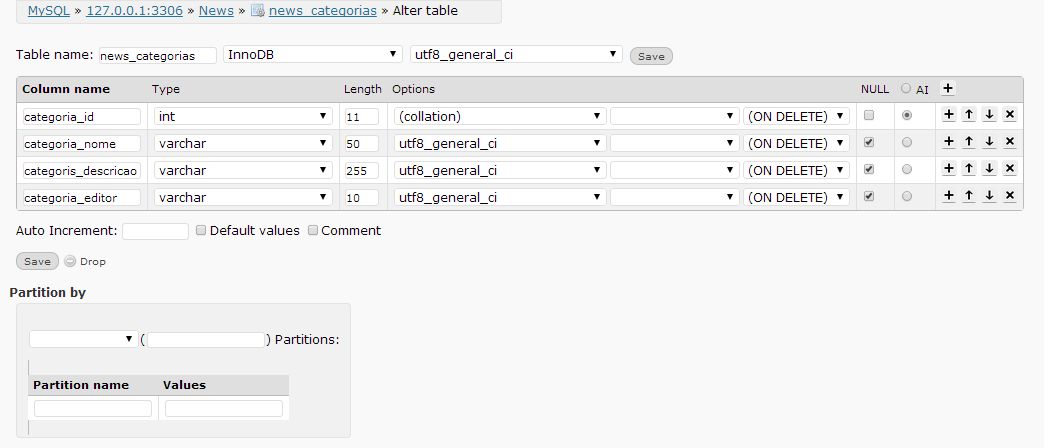 MySQL » 127.0.0.1:3306 » News » news_categorias » Alter table
Table name: news_categorias InnoDB utf8_general_ci Save
Column name Type Length Options NULL AI
categoria_id int 11 (collation) (ON DELETE)
categoria_nome varchar 50 utf8_general_ci (ON DELETE)
categoris_descricao varchar 255 utf8_general_ci (ON DELETE)
categoria_editor varchar 10 utf8_general_ci (ON DELETE)
Auto Increment: Default values Comment
Save Drop
Partition by
( ) Partitions:
Partition name Values